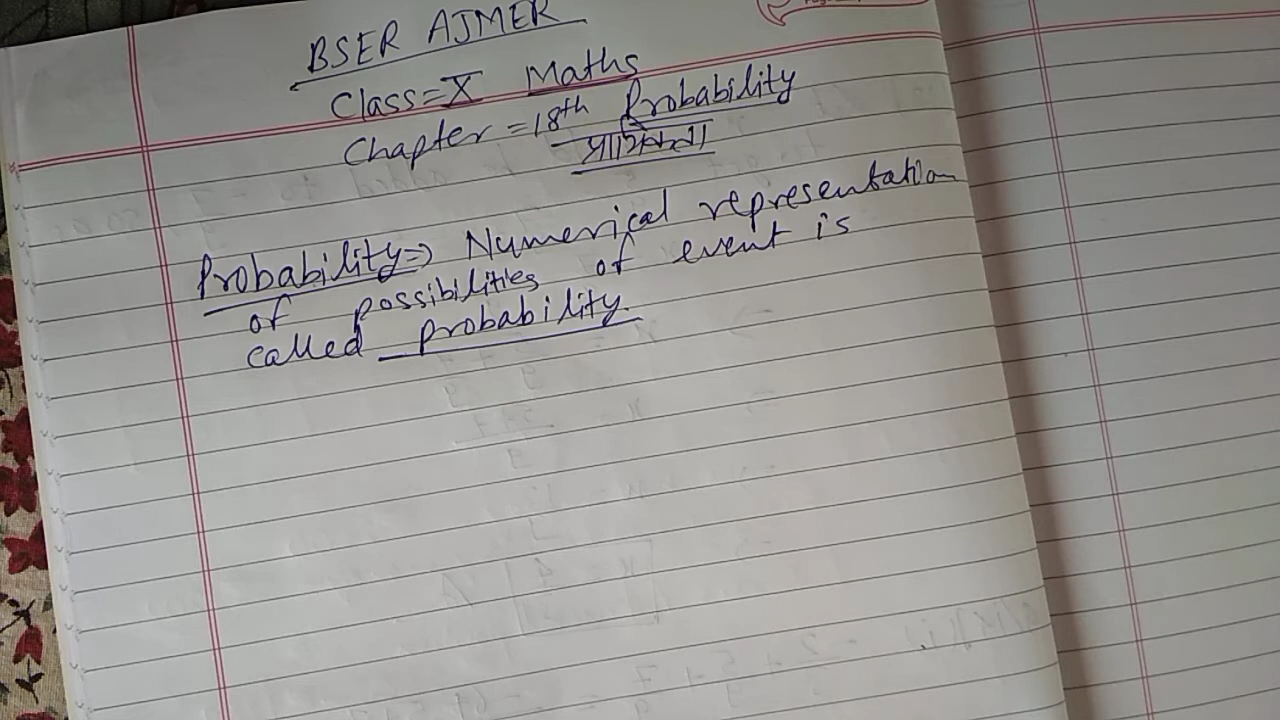 BSER AJMER
Class=X Maths
Chapter = 18th Probability
प्रायिकता
Probability=> Numerical representation
of possibilities of event is
called probability.